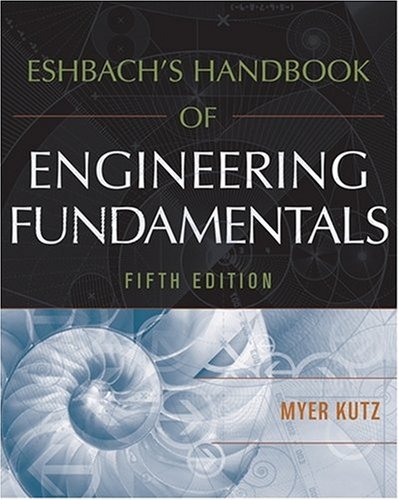 ESHBACH'S HANDBOOK
OF
ENGINEERING
FUNDAMENTALS
FIFTH EDITION
MYER KUTZ